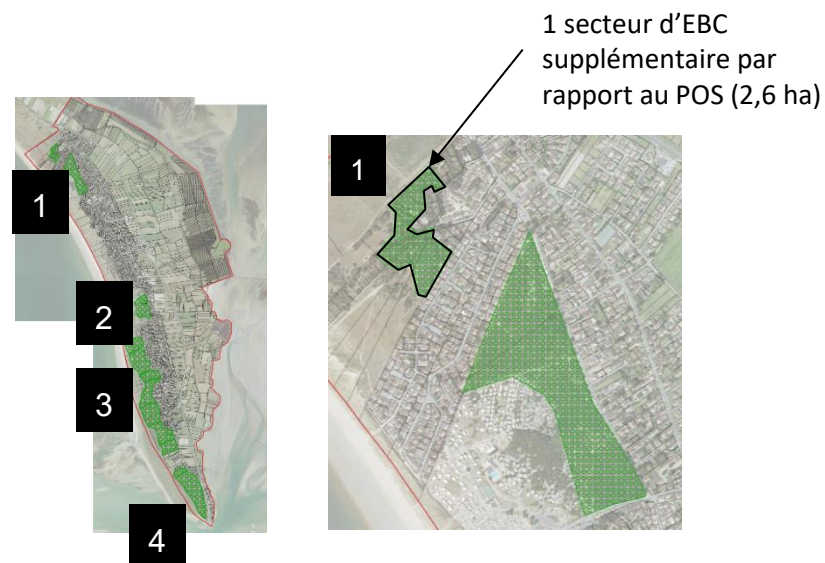 1 secteur d’EBC
supplémentaire par
rapport au POS (2,6 ha)
1
1
2
3
4